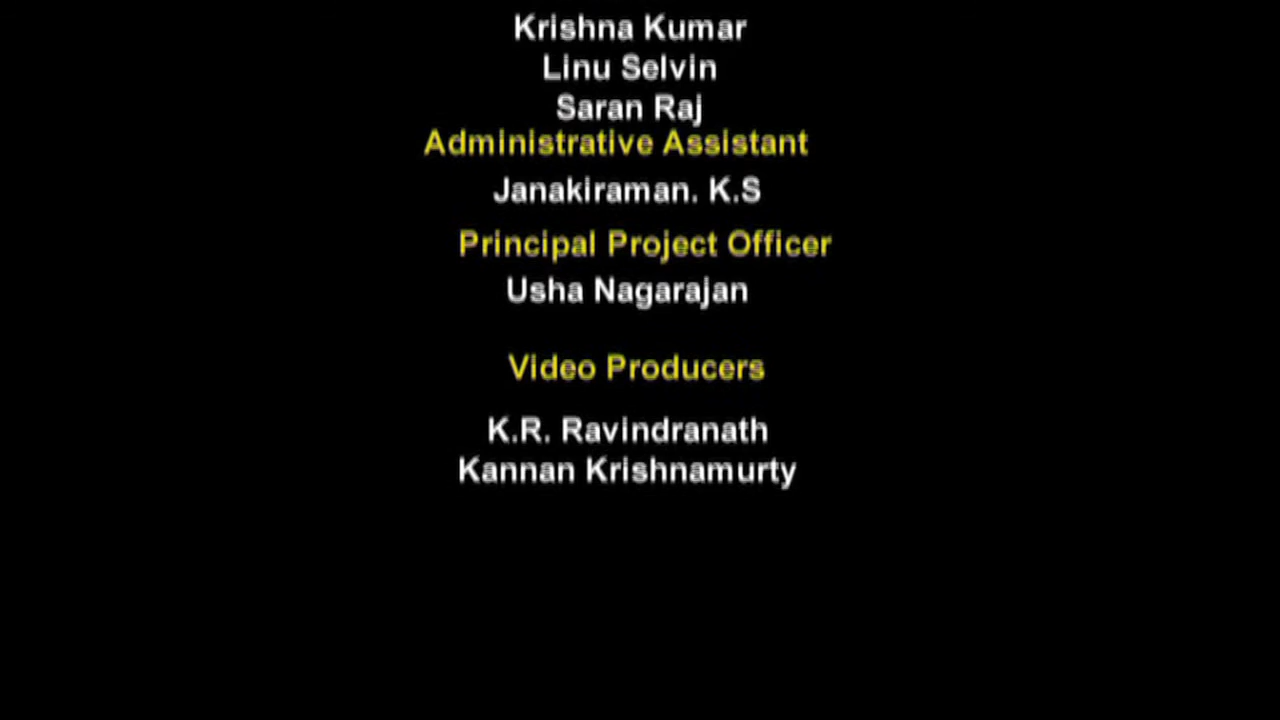 Krishna Kumar
Linu Selvin
Saran Raj
Administrative Assistant
Janakiraman. K.S
Principal Project Officer
Usha Nagarajan
Video Producers
K.R. Ravindranath
Kannan Krishnamurty